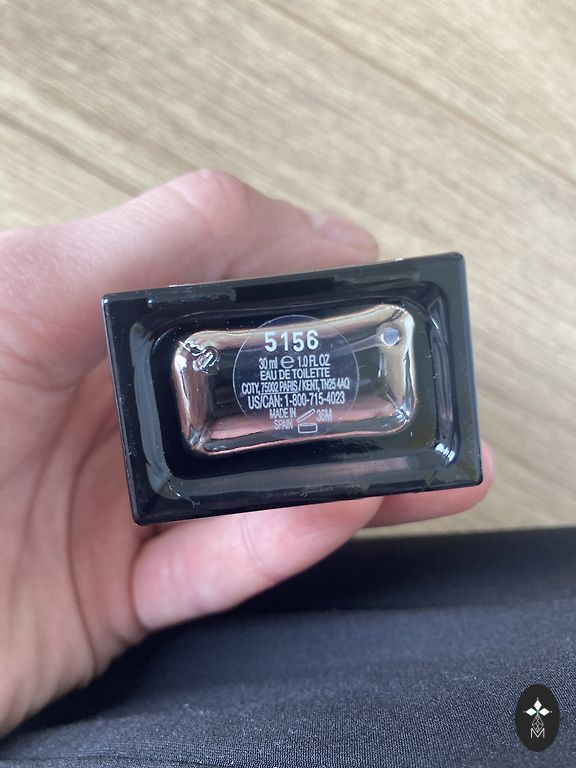 5156
30 ml e 1.0 FL OZ
EAU DE TOILETTE
COTY, 75002 PARIS / KENT, TN25 4AQ
US/CAN: 1-800-715-4023
MADE IN
SPAIN 36M
M